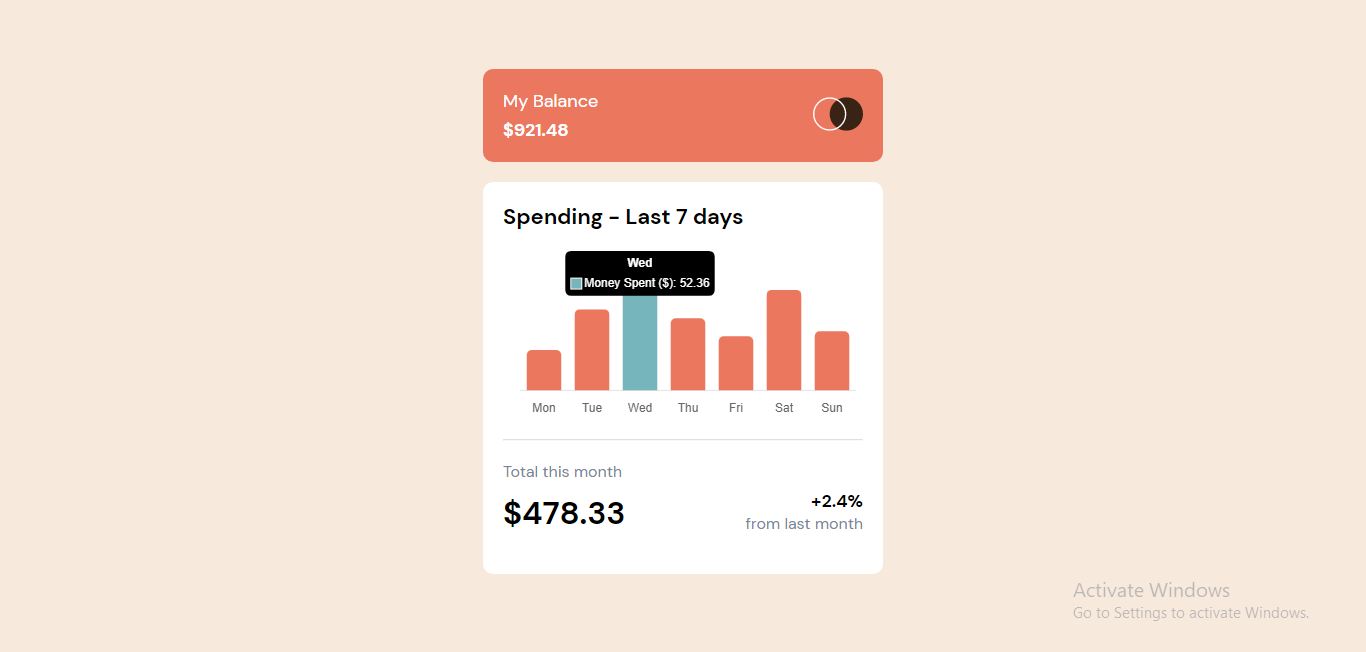 My Balance
$921.48
Spending - Last 7 days
Wed
Money Spent ($): 52.36
Mon Tue Wed Thu Fri Sat Sun
Total this month
$478.33
+2.4%
from last month
Activate Windows
Go to Settings to activate Windows.